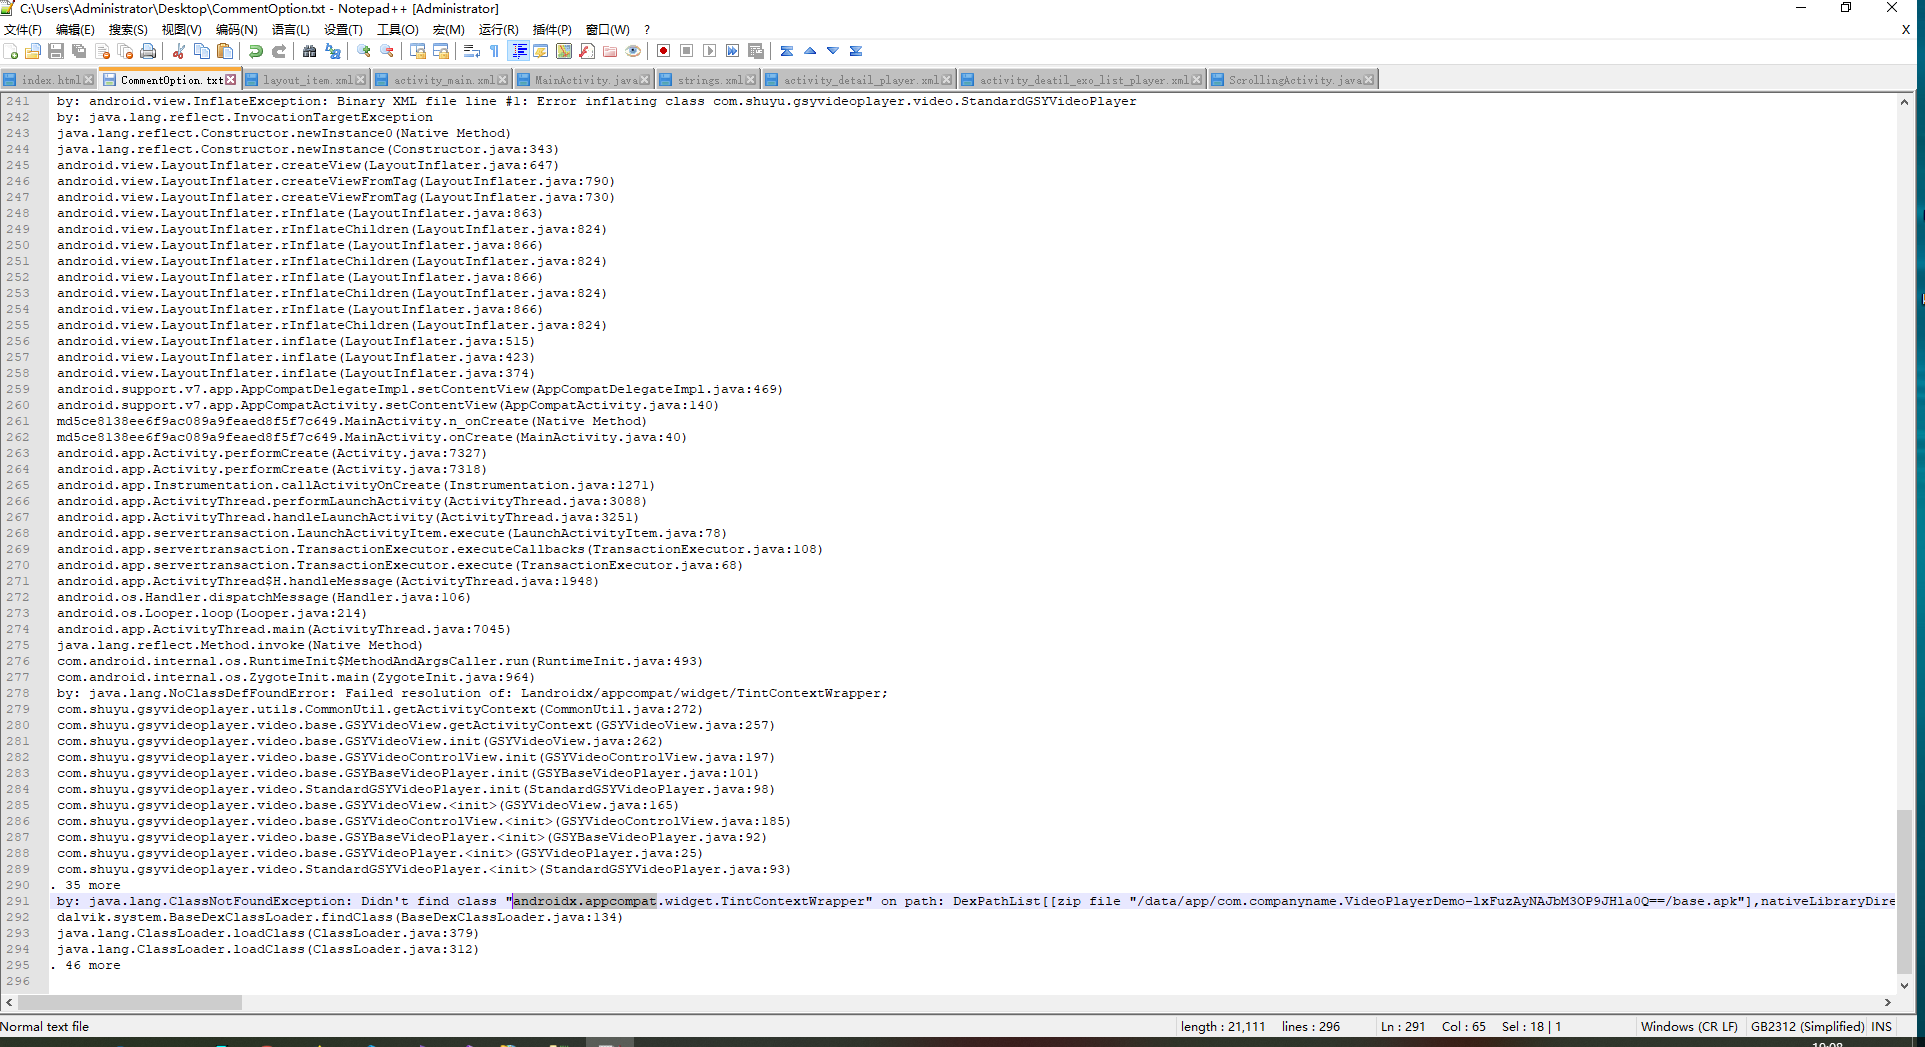 C:\Users\Administrator\Desktop\CommentOption.txt - Notepad++ [Administrator]
文件(F) 编辑(E) 搜索(S) 视图(V) 编码(N) 语言(L) 设置(T) 工具(O) 宏(M) 运行(R) 插件(P) 窗口(W) ? X
index.html CommentOption.txt layout_item.xml activity_main.xml MainActivity.java strings.xml activity_detail_player.xml activity_deatil_exo_list_player.xml ScrollingActivity.java
241 by: android.view.InflateException: Binary XML file line #1: Error inflating class com.shuyu.gsyvideoplayer.video.StandardGSYVideoPlayer
242 by: java.lang.reflect.InvocationTargetException
243 java.lang.reflect.Constructor.newInstance0(Native Method)
244 java.lang.reflect.Constructor.newInstance(Constructor.java:343)
245 android.view.LayoutInflater.createView(LayoutInflater.java:647)
246 android.view.LayoutInflater.createViewFromTag(LayoutInflater.java:790)
247 android.view.LayoutInflater.createViewFromTag(LayoutInflater.java:730)
248 android.view.LayoutInflater.rInflate(LayoutInflater.java:863)
249 android.view.LayoutInflater.rInflateChildren(LayoutInflater.java:824)
250 android.view.LayoutInflater.rInflate(LayoutInflater.java:866)
251 android.view.LayoutInflater.rInflateChildren(LayoutInflater.java:824)
252 android.view.LayoutInflater.rInflate(LayoutInflater.java:866)
253 android.view.LayoutInflater.rInflateChildren(LayoutInflater.java:824)
254 android.view.LayoutInflater.rInflate(LayoutInflater.java:866)
255 android.view.LayoutInflater.rInflateChildren(LayoutInflater.java:824)
256 android.view.LayoutInflater.inflate(LayoutInflater.java:515)
257 android.view.LayoutInflater.inflate(LayoutInflater.java:423)
258 android.view.LayoutInflater.inflate(LayoutInflater.java:374)
259 android.support.v7.app.AppCompatDelegateImpl.setContentView(AppCompatDelegateImpl.java:469)
260 android.support.v7.app.AppCompatActivity.setContentView(AppCompatActivity.java:140)
261 md5ce8138ee6f9ac089a9feaed8f5f7c649.MainActivity.n_onCreate(Native Method)
262 md5ce8138ee6f9ac089a9feaed8f5f7c649.MainActivity.onCreate(MainActivity.java:40)
263 android.app.Activity.performCreate(Activity.java:7327)
264 android.app.Activity.performCreate(Activity.java:7318)
265 android.app.Instrumentation.callActivityOnCreate(Instrumentation.java:1271)
266 android.app.ActivityThread.performLaunchActivity(ActivityThread.java:3088)
267 android.app.ActivityThread.handleLaunchActivity(ActivityThread.java:3251)
268 android.app.servertransaction.LaunchActivityItem.execute(LaunchActivityItem.java:78)
269 android.app.servertransaction.TransactionExecutor.executeCallbacks(TransactionExecutor.java:108)
270 android.app.servertransaction.TransactionExecutor.execute(TransactionExecutor.java:68)
271 android.app.ActivityThread$H.handleMessage(ActivityThread.java:1948)
272 android.os.Handler.dispatchMessage(Handler.java:106)
273 android.os.Looper.loop(Looper.java:214)
274 android.app.ActivityThread.main(ActivityThread.java:7045)
275 java.lang.reflect.Method.invoke(Native Method)
276 com.android.internal.os.RuntimeInit$MethodAndArgsCaller.run(RuntimeInit.java:493)
277 com.android.internal.os.ZygoteInit.main(ZygoteInit.java:964)
278 by: java.lang.NoClassDefFoundError: Failed resolution of: Landroidx/appcompat/widget/TintContextWrapper;
279 com.shuyu.gsyvideoplayer.utils.CommonUtil.getActivityContext(CommonUtil.java:272)
280 com.shuyu.gsyvideoplayer.video.base.GSYVideoView.getActivityContext(GSYVideoView.java:257)
281 com.shuyu.gsyvideoplayer.video.base.GSYVideoView.init(GSYVideoView.java:262)
282 com.shuyu.gsyvideoplayer.video.base.GSYVideoControlView.init(GSYVideoControlView.java:197)
283 com.shuyu.gsyvideoplayer.video.base.GSYBaseVideoPlayer.init(GSYBaseVideoPlayer.java:101)
284 com.shuyu.gsyvideoplayer.video.StandardGSYVideoPlayer.init(StandardGSYVideoPlayer.java:98)
285 com.shuyu.gsyvideoplayer.video.base.GSYVideoView.<init>(GSYVideoView.java:165)
286 com.shuyu.gsyvideoplayer.video.base.GSYVideoControlView.<init>(GSYVideoControlView.java:185)
287 com.shuyu.gsyvideoplayer.video.base.GSYBaseVideoPlayer.<init>(GSYBaseVideoPlayer.java:92)
288 com.shuyu.gsyvideoplayer.video.base.GSYVideoPlayer.<init>(GSYVideoPlayer.java:25)
289 com.shuyu.gsyvideoplayer.video.StandardGSYVideoPlayer.<init>(StandardGSYVideoPlayer.java:93)
290 . 35 more
291 by: java.lang.ClassNotFoundException: Didn't find class "androidx.appcompat.widget.TintContextWrapper" on path: DexPathList[[zip file "/data/app/com.companyname.VideoPlayerDemo-lxFuzAyNAJbM3OP9JHla0Q==/base.apk"],nativeLibraryDire
292 dalvik.system.BaseDexClassLoader.findClass(BaseDexClassLoader.java:134)
293 java.lang.ClassLoader.loadClass(ClassLoader.java:379)
294 java.lang.ClassLoader.loadClass(ClassLoader.java:312)
295 . 46 more
296
Normal text file length : 21,111 lines : 296 Ln : 291 Col : 65 Sel : 18 | 1 Windows (CR LF) GB2312 (Simplified) INS